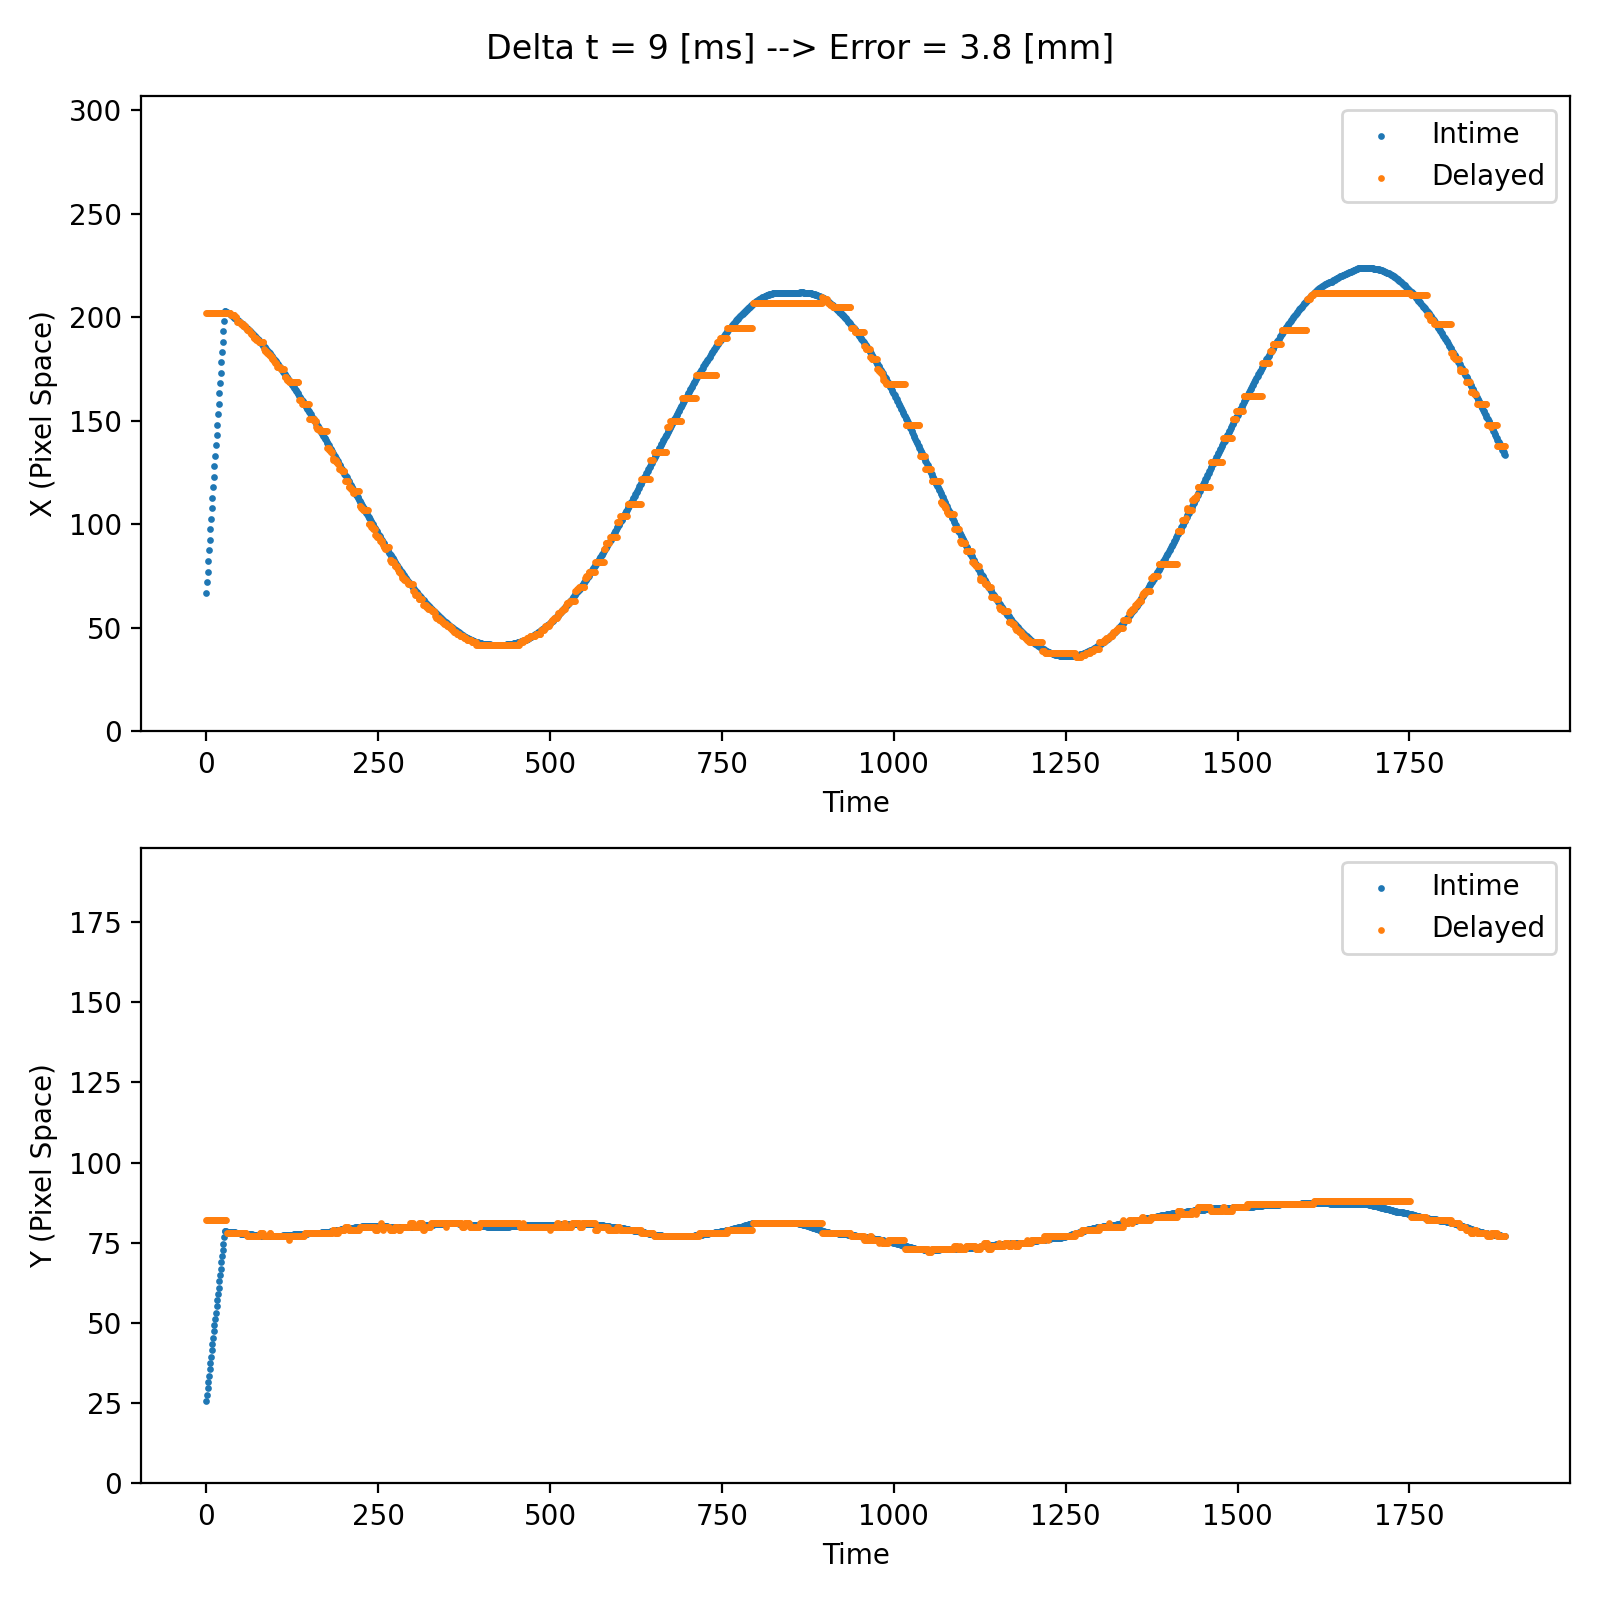 Delta t = 9 [ms] --> Error = 3.8 [mm]
300
250
200
150
100
50
0
X (Pixel Space)
Intime
Delayed
0 250 500 750 1000 1250 1500 1750
Time
175
150
125
100
75
50
25
0
Y (Pixel Space)
Intime
Delayed
0 250 500 750 1000 1250 1500 1750
Time